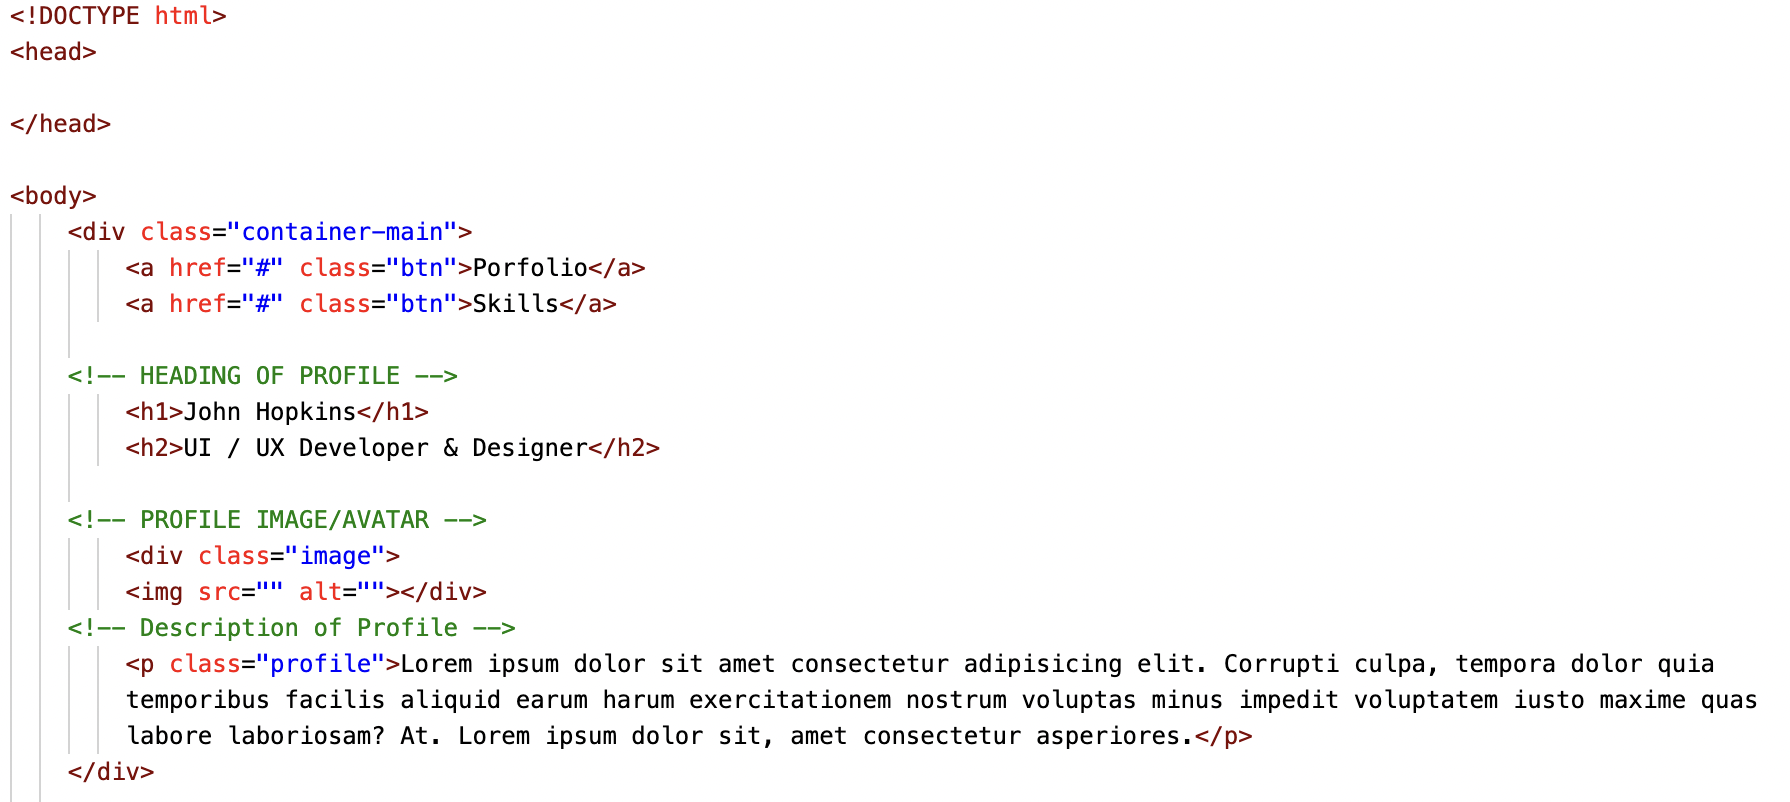 <!DOCTYPE html>
<head>
</head>
<body>
<div class="container-main">
<a href="#" class="btn">Porfolio</a>
<a href="#" class="btn">Skills</a>
<!-- HEADING OF PROFILE -->
<h1>John Hopkins</h1>
<h2>UI / UX Developer & Designer</h2>
<!-- PROFILE IMAGE/AVATAR -->
<div class="image">
<img src="" alt=""></div>
<!-- Description of Profile -->
<p class="profile">Lorem ipsum dolor sit amet consectetur adipisicing elit. Corrupti culpa, tempora dolor quia
temporibus facilis aliquid earum harum exercitationem nostrum voluptas minus impedit voluptatem iusto maxime quas
labore laboriosam? At. Lorem ipsum dolor sit, amet consectetur asperiores.</p>
</div>